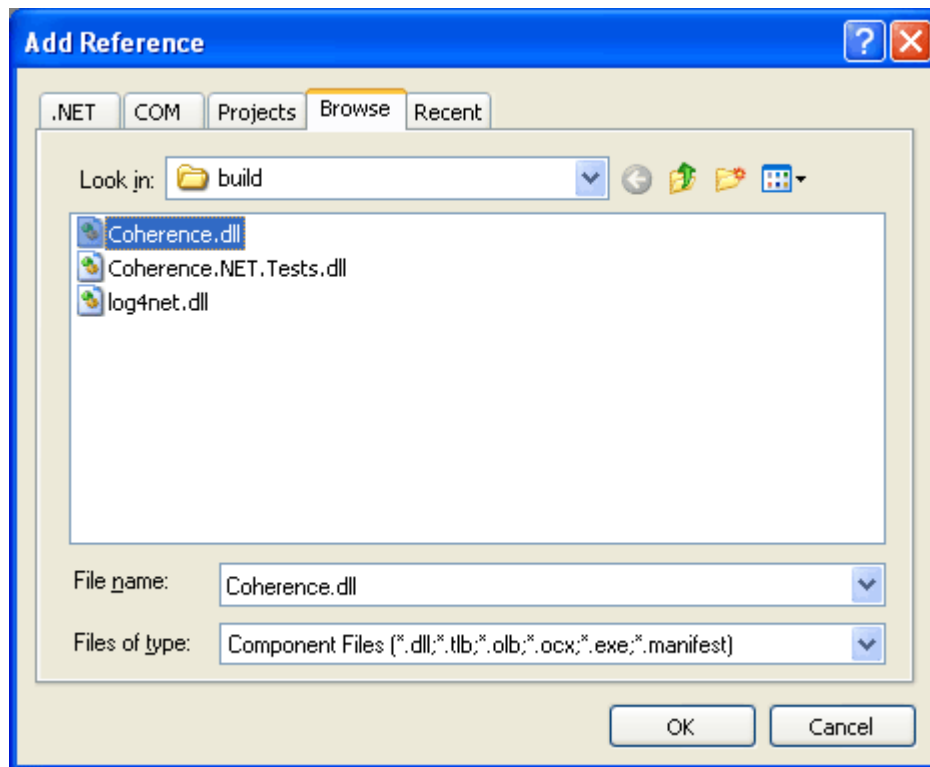 Add Reference
.NET COM Projects Browse Recent
Look in: build
Coherence.dll
Coherence.NET.Tests.dll
log4net.dll
File name: Coherence.dll
Files of type: Component Files (*.dll;*.tlb;*.olb;*.ocx;*.exe;*.manifest)
OK Cancel